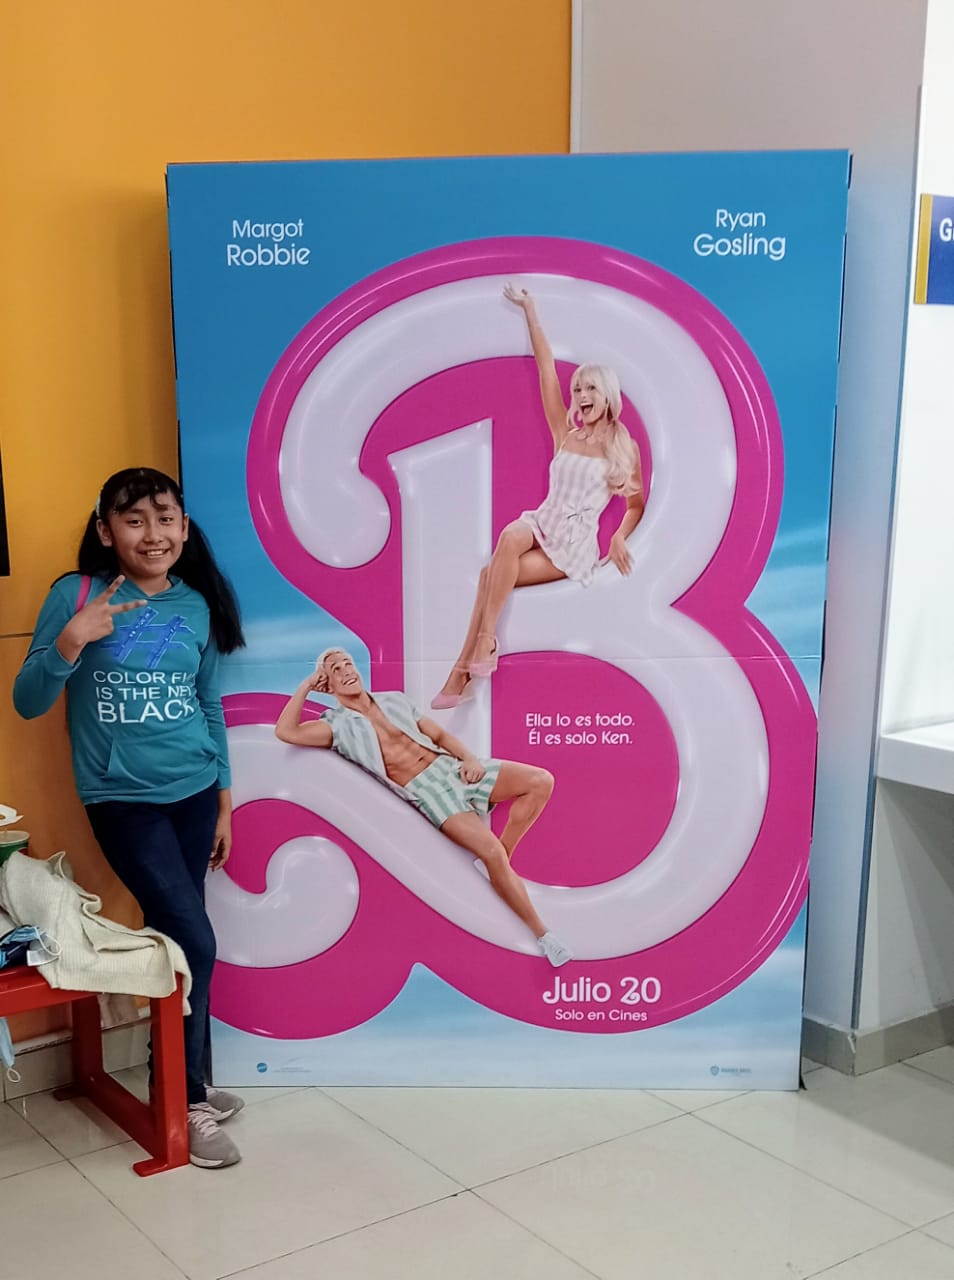 Margot
Robbie
Ryan
Gosling
COLOR
IS THE
BLACK
Ella lo es todo.
Él es solo Ken.
Julio 20
Solo en Cines